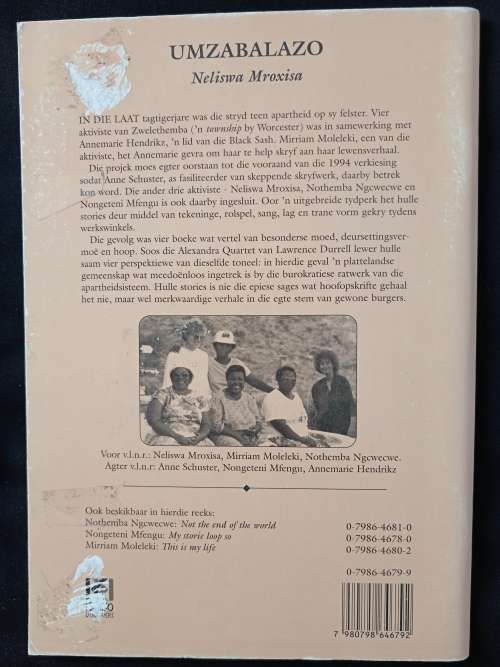 UMZABALAZO
Neliswa Mroxisa
IN DIE LAAT tagtigerjare was die stryd teen apartheid op sy felster. Vier
aktiviste van Zwelethemba ('n township by Worcester) was in samewerking met
Annemarie Hendrikz, 'n lid van die Black Sash. Mirriam Moleleki, een van die
aktiviste, het Annemarie gevra om haar te help skryf aan haar lewensverhaal.
Die projek moes egter oorstaan tot die vooraand van die 1994 verkiesing
sodat Anne Schuster, as fasiliteerder van skeppende skryfwerk, daarby betrek
kon word. Die ander drie aktiviste - Neliswa Mroxisa, Nothemba Ngcwecwe en
Nongeteni Mfengu is ook daarby ingesluit. Oor 'n uitgebreide tydperk het hulle
stories deur middel van tekeninge, rolspel, sang, lag en trane vorm gekry tydens
werkswinkels.
Die gevolg was vier boeke wat vertel van besonderse moed, deursettingsver-
moë en hoop. Soos die Alexandra Quartet van Lawrence Durrell lewer hulle
saam vier perspektiewe van dieselfde toneel: in hierdie geval 'n plattelandse
gemeenskap wat meedoënloos ingetrek is by die burokratiese ratwerk van die
apartheidsisteem. Hulle stories is nie die epiese sages wat hoofopskrifte gehaal
het nie, maar wel merkwaardige verhale in die egte stem van gewone burgers.
Voor v.l.n.r.: Neliswa Mroxisa, Mirriam Moleleki, Nothemba Ngcwecwe.
Agter v.l.n.r: Anne Schuster, Nongeteni Mfengu, Annemarie Hendrikz
Ook beskikbaar in hierdie reeks:
Nothemba Ngcwecwe: Not the end of the world 0-7986-4681-0
Nongeteni Mfengu: My storie loop so 0-7986-4678-0
Mirriam Moleleki: This is my life 0-7986-4680-2
0-7986-4679-9
7 980798 646792